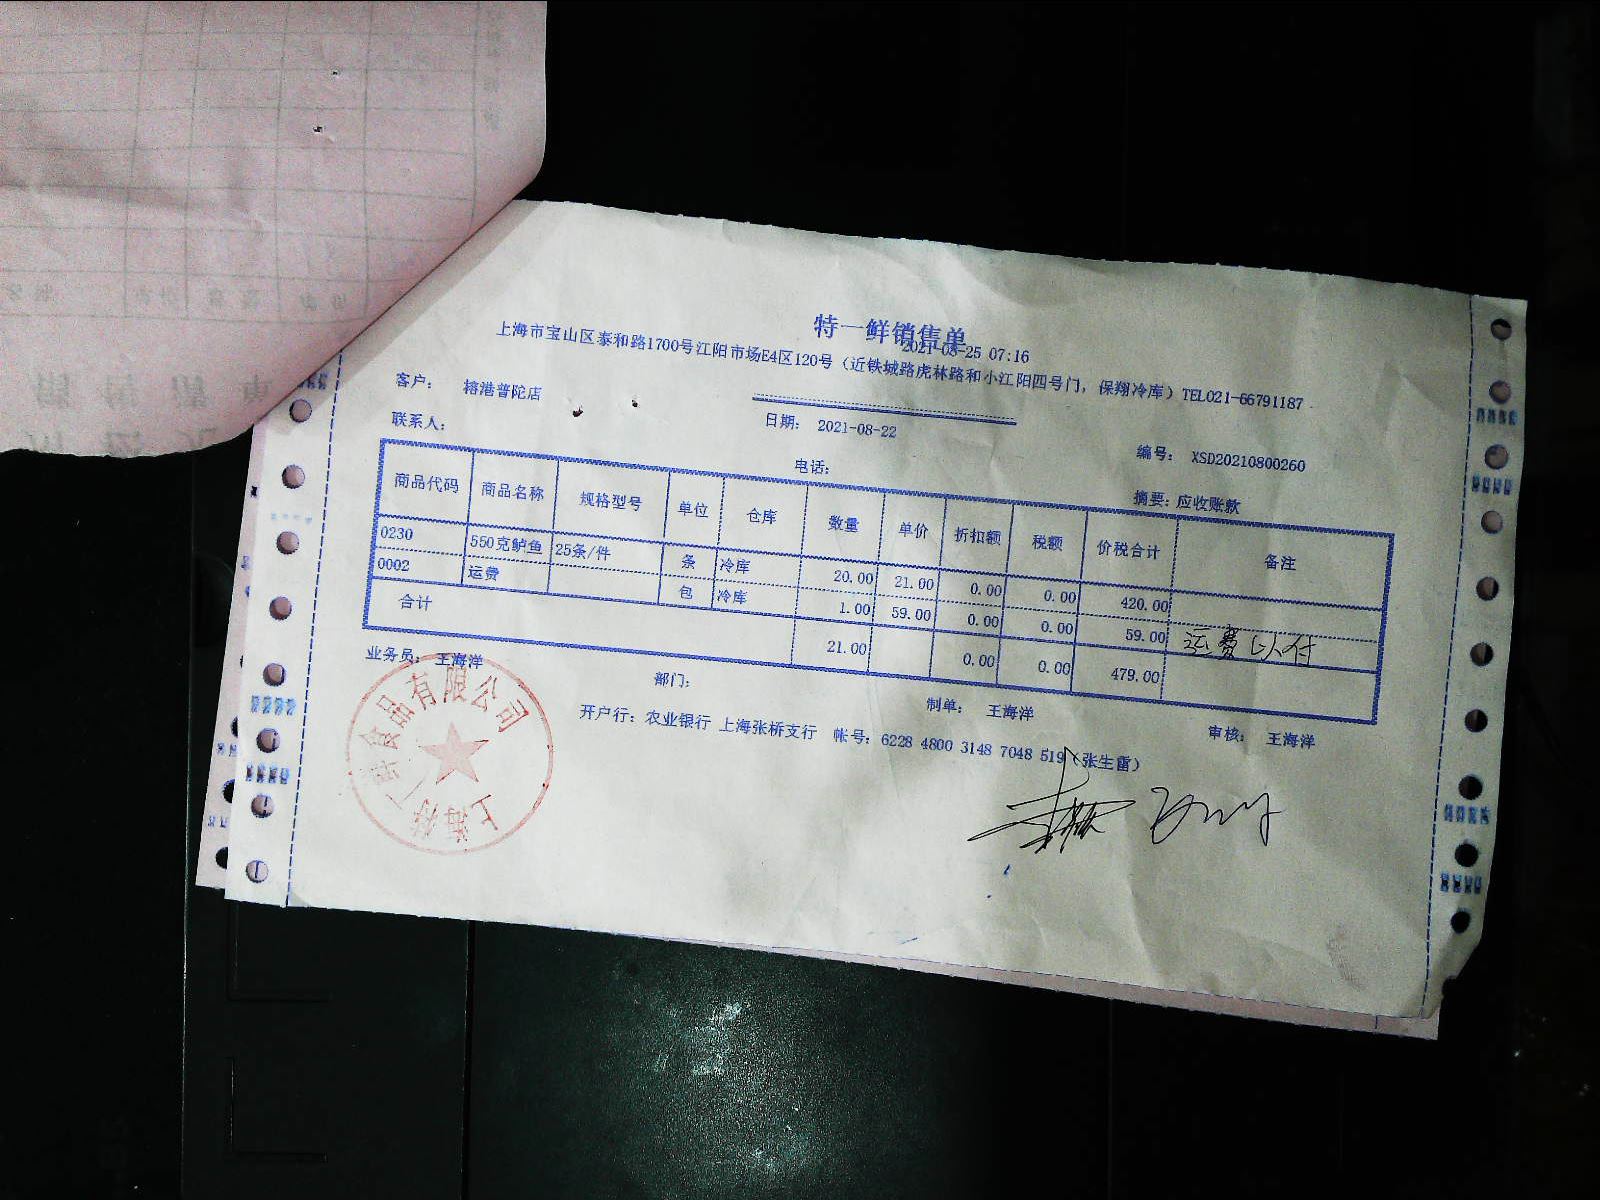 特一鲜销售单
2021-08-25 07:16
上海市宝山区泰和路1700号江阳市场E4区120号（近铁城路虎林路和小江阳四号门，保翔冷库）TEL021-66791187
客户： 榕港普陀店
日期： 2021-08-22
编号： XSD20210800260
联系人：
电话：
摘要：应收账款
商品代码 商品名称 规格型号 单位 仓库 数量 单价 折扣额 税额 价税合计 备注
0230 550克鲈鱼 25条/件 条 冷库 20.00 21.00 0.00 0.00 420.00
0002 运费 包 冷库 1.00 59.00 0.00 0.00 59.00 运费以付
合计 21.00 0.00 0.00 479.00
业务员： 王海洋
部门：
制单： 王海洋
审核： 王海洋
开户行：农业银行 上海张桥支行 帐号：6228 4800 3148 7048 519（张生富）
食品有限公司
上海特